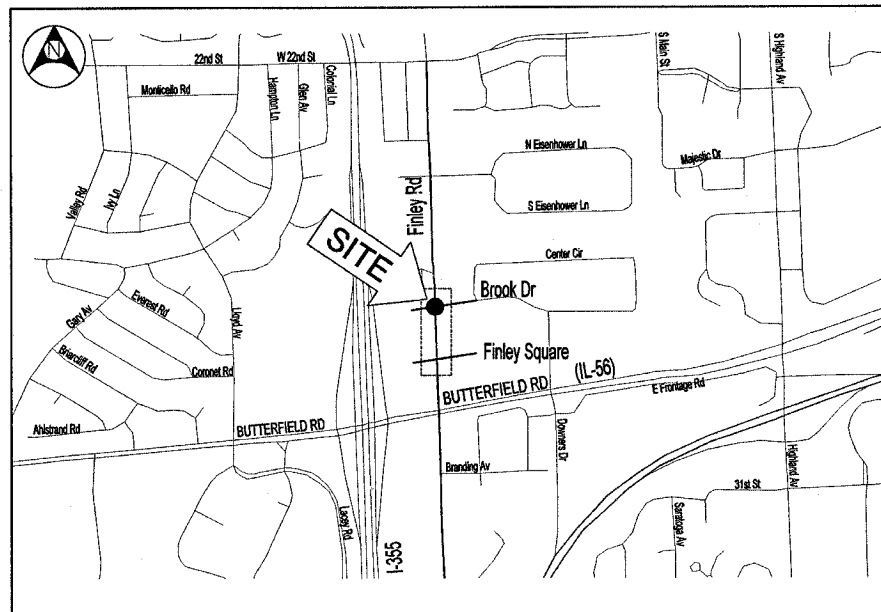 N
22nd St
W 22nd St
Monticello Rd
Hampton Ln
Glen Av
Colonial Ln
S Main St
S Highland Av
Valley Rd
Ivy Ln
Finley Rd
N Eisenhower Ln
Majestic Dr
S Eisenhower Ln
SITE
Center Cir
Brook Dr
Gary Av
Everest Rd
Lloyd Av
Briarcliff Rd
Coronet Rd
Finley Square
(IL-56)
BUTTERFIELD RD
E Frontage Rd
Ahlstrand Rd
BUTTERFIELD RD
Downers Dr
Branding Av
Highland Av
31st St
Lacey Rd
I-355
Saratoga Av